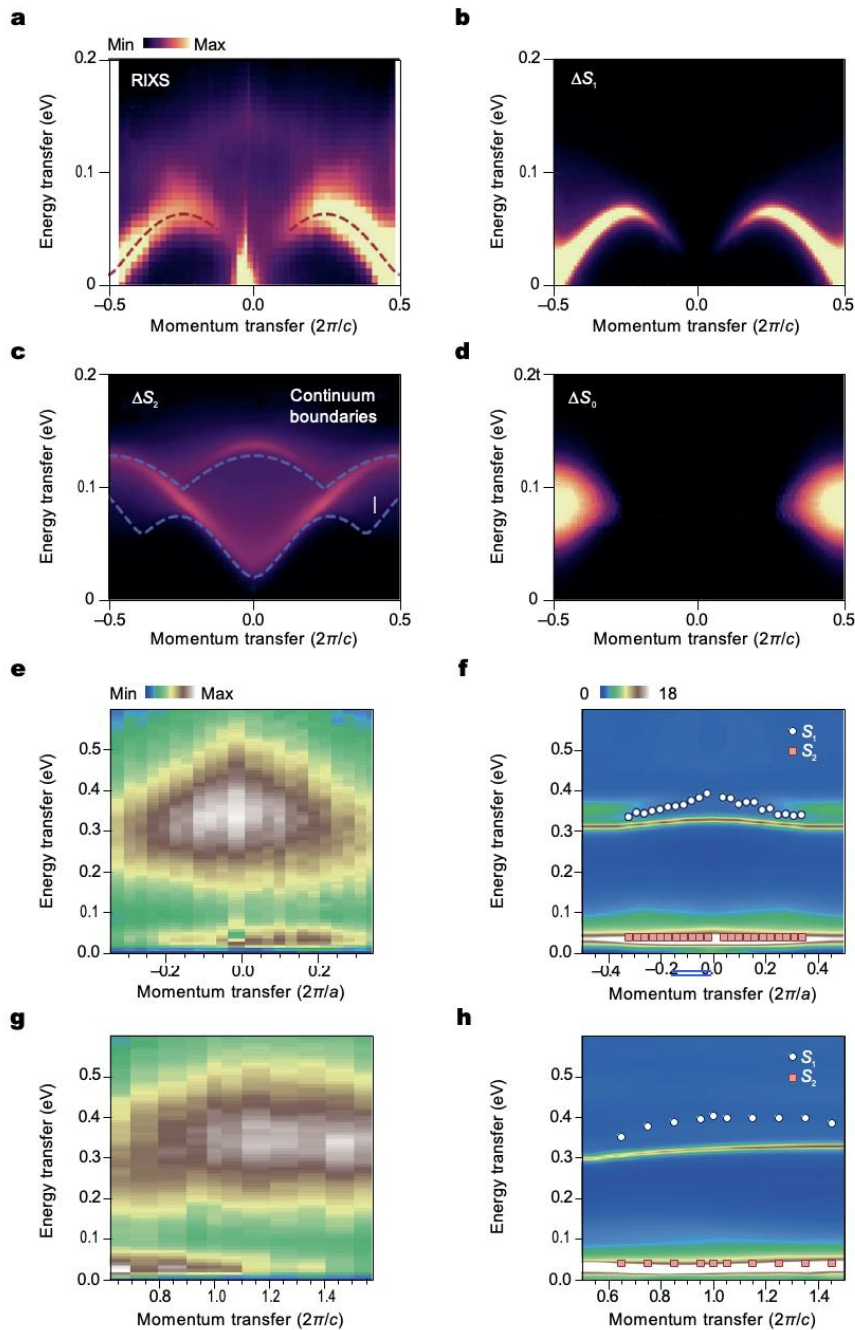 a
Min Max
RIXS
0.2
0.1
0
Energy transfer (eV)
–0.5 0.0 0.5
Momentum transfer (2π/c)
b
ΔS1
0.2
0.1
0
Energy transfer (eV)
–0.5 0.0 0.5
Momentum transfer (2π/c)
c
ΔS2
Continuum
boundaries
0.2
0.1
0
Energy transfer (eV)
–0.5 0.0 0.5
Momentum transfer (2π/c)
d
ΔS0
0.2t
0.1
0
Energy transfer (eV)
–0.5 0.0 0.5
Momentum transfer (2π/c)
e
Min Max
0.5
0.4
0.3
0.2
0.1
0.0
Energy transfer (eV)
–0.2 0.0 0.2
Momentum transfer (2π/a)
f
0 18
S1
S2
0.5
0.4
0.3
0.2
0.1
0.0
Energy transfer (eV)
–0.4 –0.2 0.0 0.2 0.4
Momentum transfer (2π/a)
g
0.5
0.4
0.3
0.2
0.1
0.0
Energy transfer (eV)
0.8 1.0 1.2 1.4
Momentum transfer (2π/c)
h
S1
S2
0.5
0.4
0.3
0.2
0.1
0.0
Energy transfer (eV)
0.6 0.8 1.0 1.2 1.4
Momentum transfer (2π/c)